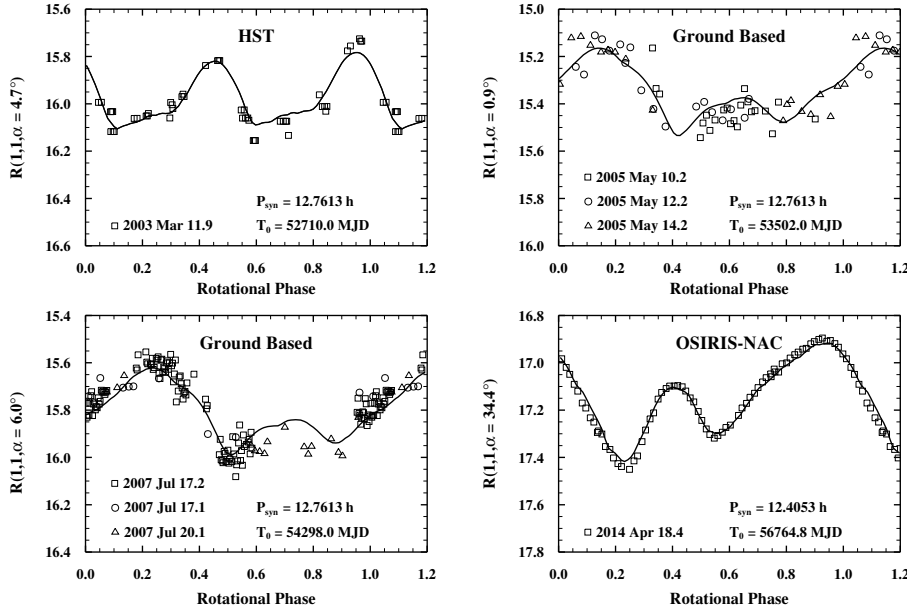 HST
15.6
15.8
16.0
16.2
16.4
16.6
R(1,1,α = 4.7°)
P_syn = 12.7613 h
2003 Mar 11.9
T_0 = 52710.0 MJD
0.0 0.2 0.4 0.6 0.8 1.0 1.2
Rotational Phase
Ground Based
15.0
15.2
15.4
15.6
15.8
16.0
R(1,1,α = 0.9°)
2005 May 10.2
2005 May 12.2
P_syn = 12.7613 h
2005 May 14.2
T_0 = 53502.0 MJD
0.0 0.2 0.4 0.6 0.8 1.0 1.2
Rotational Phase
Ground Based
15.4
15.6
15.8
16.0
16.2
16.4
R(1,1,α = 6.0°)
2007 Jul 17.2
2007 Jul 17.1
P_syn = 12.7613 h
2007 Jul 20.1
T_0 = 54298.0 MJD
0.0 0.2 0.4 0.6 0.8 1.0 1.2
Rotational Phase
OSIRIS-NAC
16.8
17.0
17.2
17.4
17.6
17.8
R(1,1,α = 34.4°)
P_syn = 12.4053 h
2014 Apr 18.4
T_0 = 56764.8 MJD
0.0 0.2 0.4 0.6 0.8 1.0 1.2
Rotational Phase